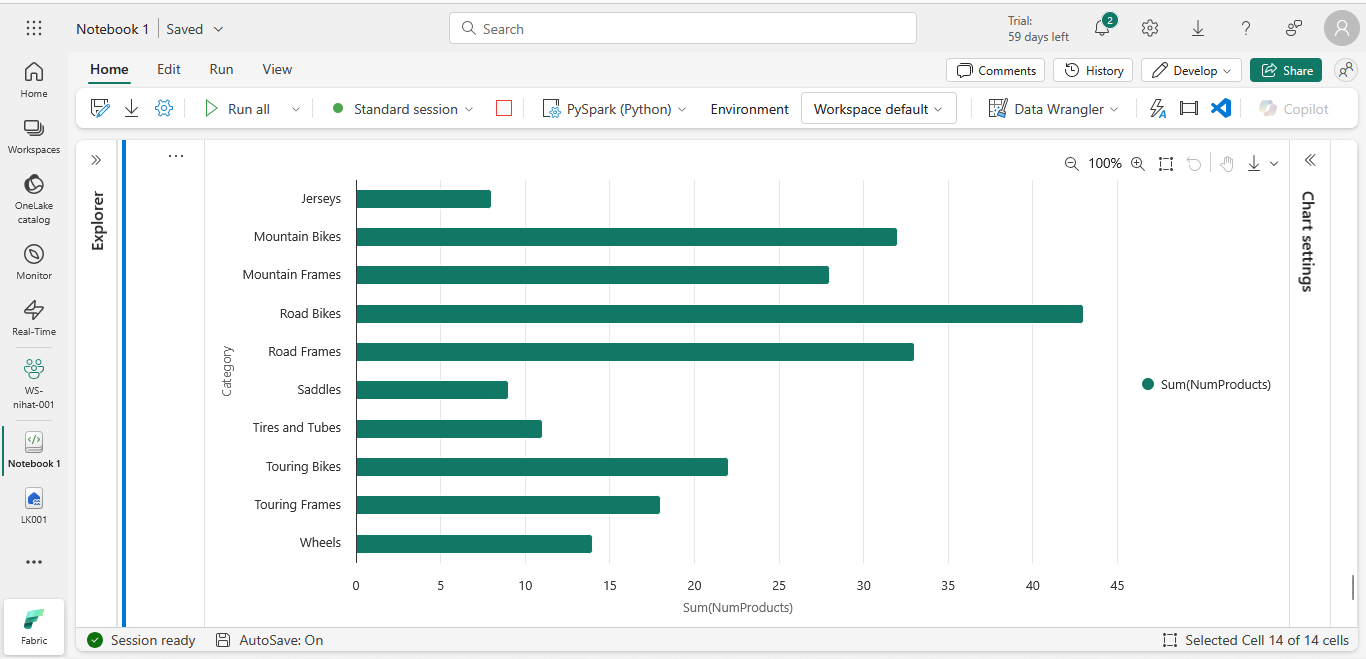 Notebook 1 Saved
Search
Trial:
59 days left
2
Home Edit Run View
Comments History Develop Share
Run all Standard session PySpark (Python) Environment Workspace default Data Wrangler Copilot
Home
Workspaces
OneLake
catalog
Monitor
Real-Time
WS-
nihat-001
Notebook 1
LK001
Fabric
Explorer
100%
Chart settings
Category
Jerseys
Mountain Bikes
Mountain Frames
Road Bikes
Road Frames
Saddles
Tires and Tubes
Touring Bikes
Touring Frames
Wheels
0 5 10 15 20 25 30 35 40 45
Sum(NumProducts)
Sum(NumProducts)
Session ready AutoSave: On Selected Cell 14 of 14 cells